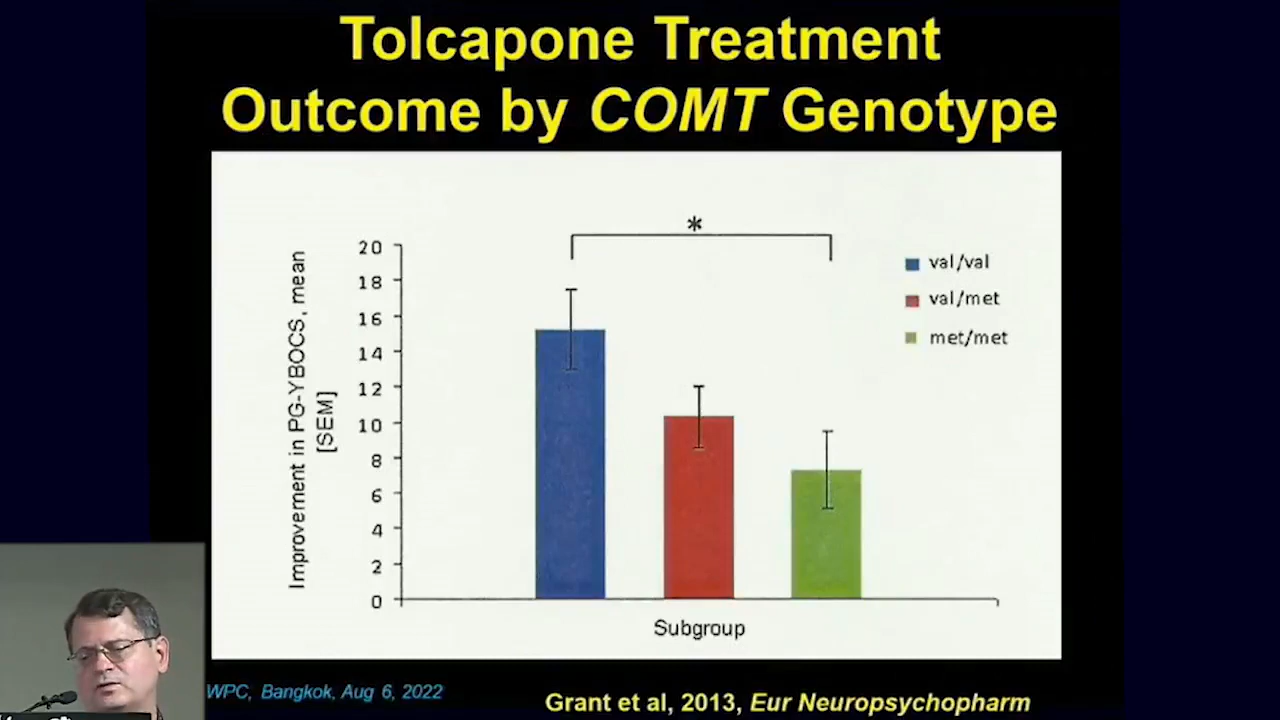 Tolcapone Treatment
Outcome by COMT Genotype
*
Improvement in PG-YBOCS, mean
[SEM]
20
18
16
14
12
10
8
6
4
2
0
val/val
val/met
met/met
Subgroup
WPC, Bangkok, Aug 6, 2022
Grant et al, 2013, Eur Neuropsychopharm